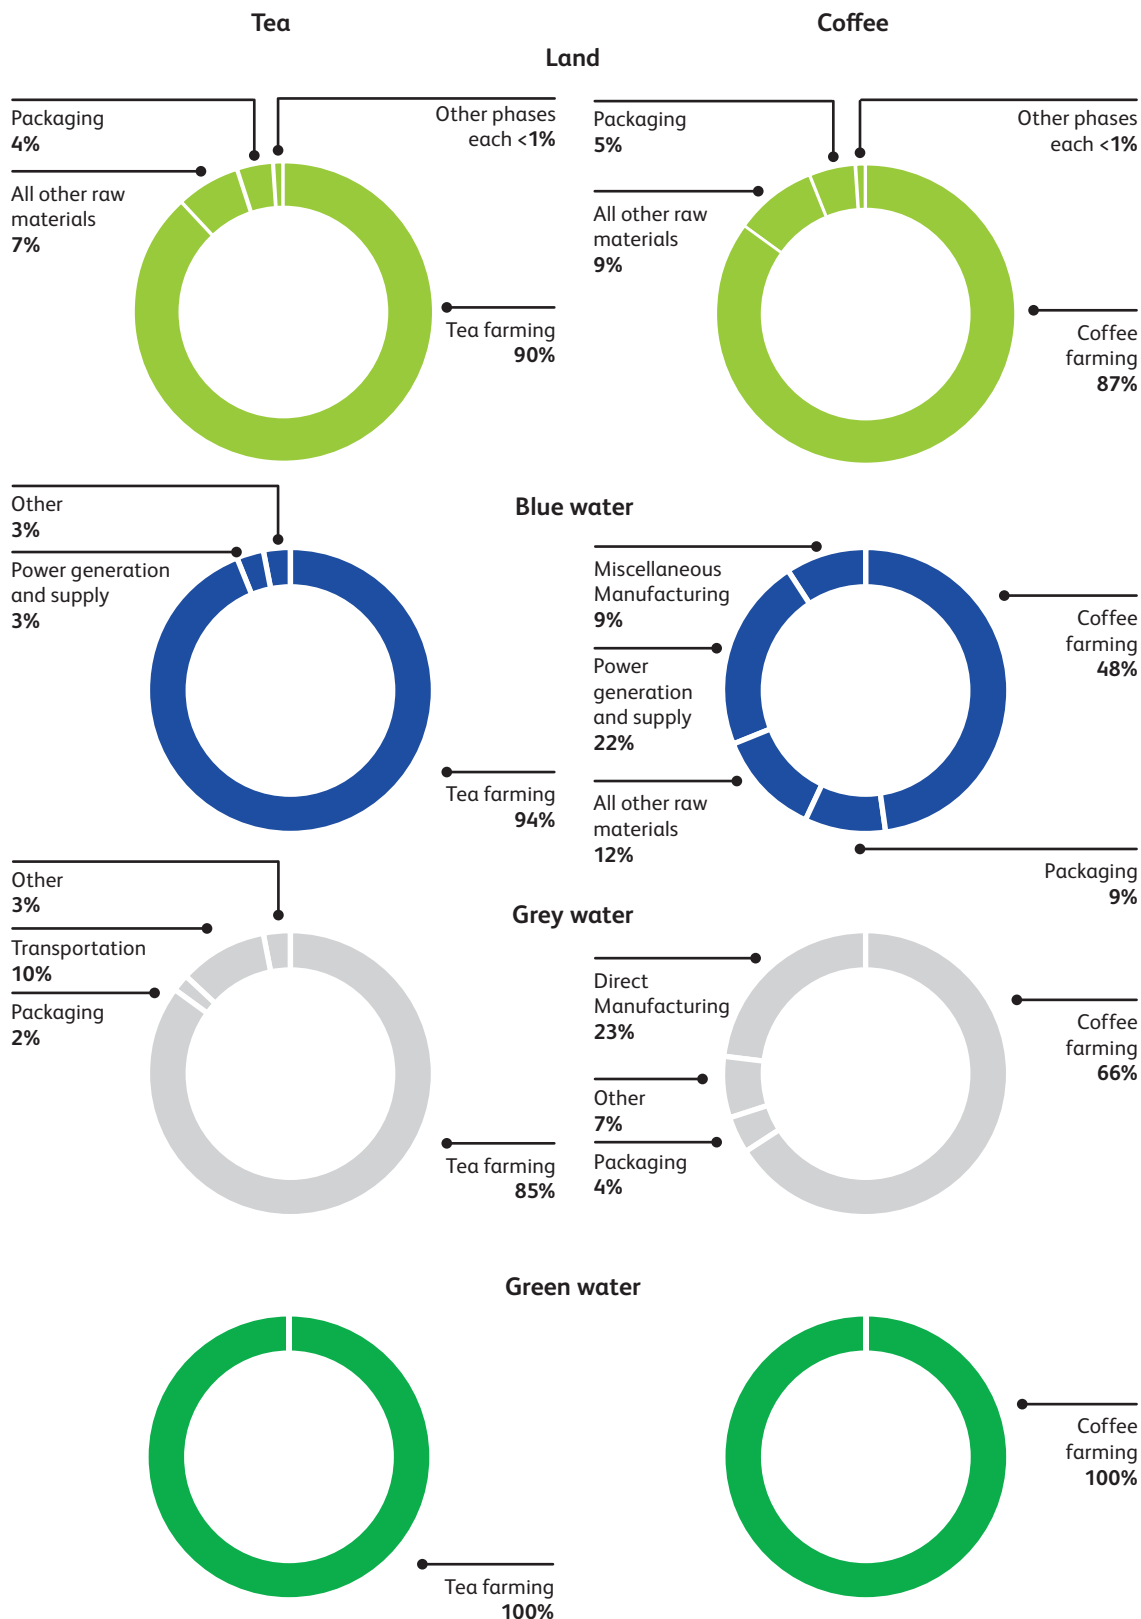 Tea
Coffee
Land
Packaging
4%
Other phases
each <1%
All other raw
materials
7%
Tea farming
90%
Packaging
5%
Other phases
each <1%
All other raw
materials
9%
Coffee
farming
87%
Blue water
Other
3%
Power generation
and supply
3%
Tea farming
94%
Miscellaneous
Manufacturing
9%
Coffee
farming
48%
Power
generation
and supply
22%
All other raw
materials
12%
Packaging
9%
Grey water
Other
3%
Transportation
10%
Packaging
2%
Tea farming
85%
Direct
Manufacturing
23%
Coffee
farming
66%
Other
7%
Packaging
4%
Green water
Tea farming
100%
Coffee
farming
100%